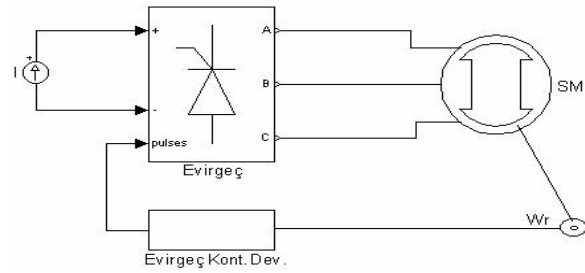 +
A
+
I
B
SM
-
C
pulses
Evirgeç
Wr
Evirgeç Kont. Dev.